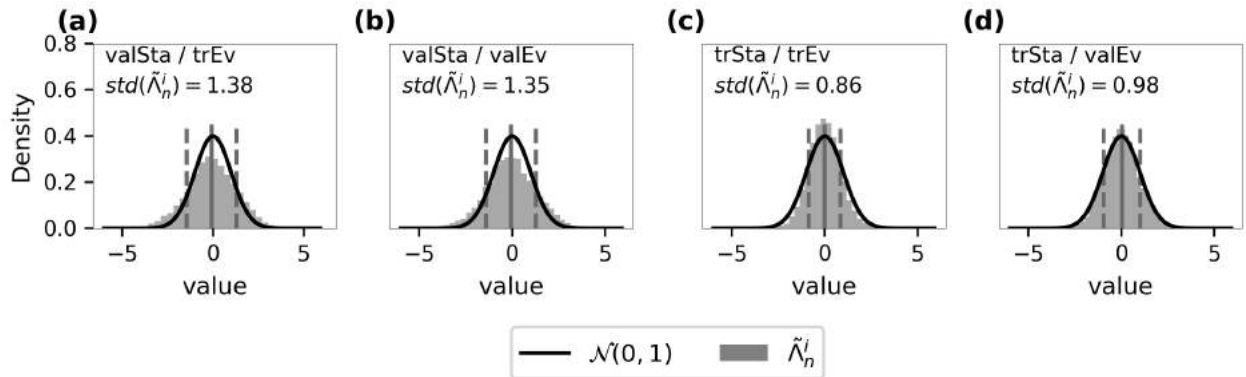 (a) (b) (c) (d)
valSta / trEv
std(Λ̃ⁱₙ) = 1.38
valSta / valEv
std(Λ̃ⁱₙ) = 1.35
trSta / trEv
std(Λ̃ⁱₙ) = 0.86
trSta / valEv
std(Λ̃ⁱₙ) = 0.98
Density
0.8
0.6
0.4
0.2
0.0
−5 0 5
−5 0 5
−5 0 5
−5 0 5
value value value value
𝒩(0, 1) Λ̃ⁱₙ